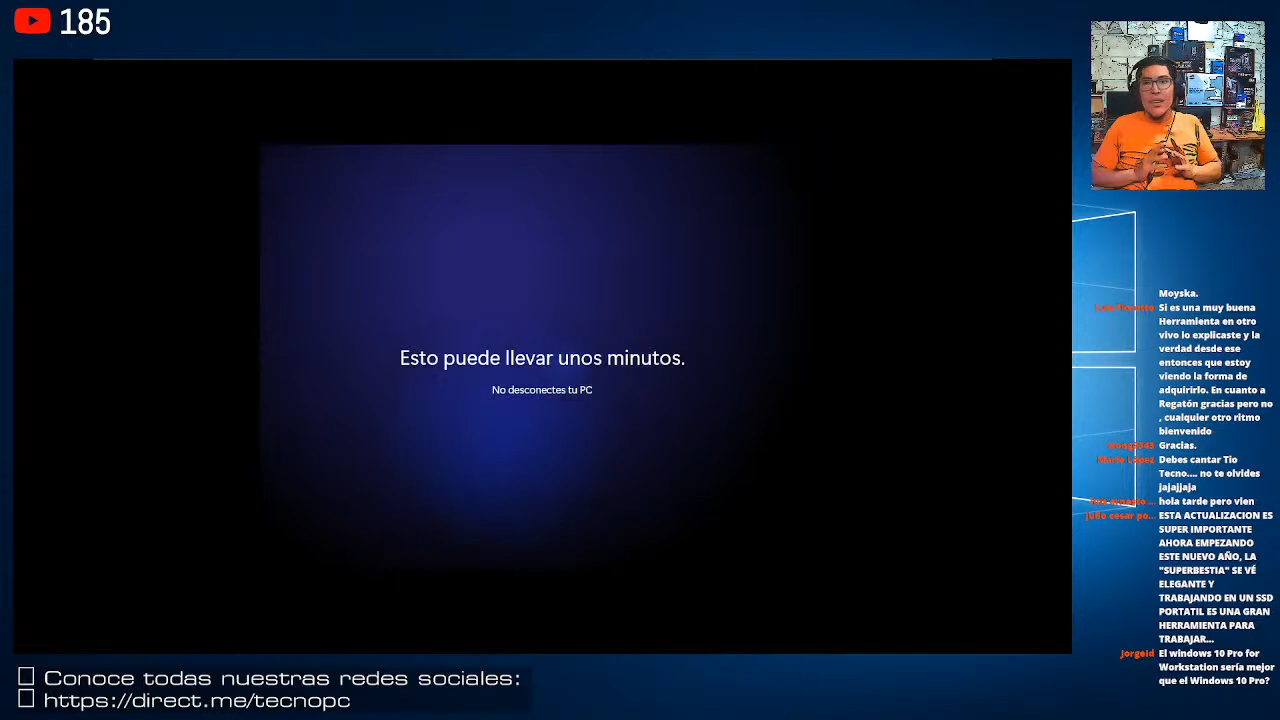 185
Esto puede llevar unos minutos.
No desconectes tu PC
Moyska.
Si es una muy buena
Herramienta en otro
vivo lo explicaste y la
verdad desde ese
entonces que estoy
viendo la forma de
adquirirlo. En cuanto a
Regatón gracias pero no
, cualquier otro ritmo
bienvenido
Gracias.
Mario Lopez Debes cantar Tio
Tecno.... no te olvides
jajajjaja
hola tarde pero vien
ESTA ACTUALIZACION ES
SUPER IMPORTANTE
AHORA EMPEZANDO
ESTE NUEVO AÑO, LA
"SUPERBESTIA" SE VÉ
ELEGANTE Y
TRABAJANDO EN UN SSD
PORTATIL ES UNA GRAN
HERRAMIENTA PARA
TRABAJAR...
Jorgeid El windows 10 Pro for
Workstation sería mejor
que el Windows 10 Pro?
Conoce todas nuestras redes sociales:
https://direct.me/tecnopc